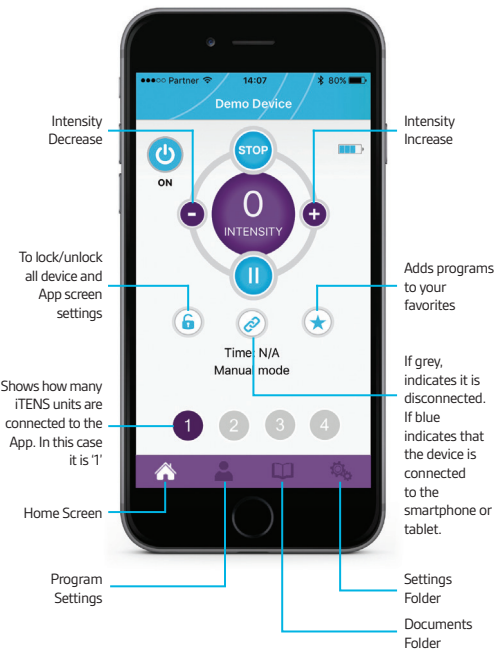 Partner
14:07
80%
Demo Device
Intensity
Decrease
Intensity
Increase
STOP
ON
0
INTENSITY
-
+
To lock/unlock
all device and
App screen
settings
Adds programs
to your
favorites
Time: N/A
Manual mode
Shows how many
iTENS units are
connected to the
App. In this case
it is ‘1’
If grey,
indicates it is
disconnected.
If blue
indicates that
the device is
connected
to the
smartphone or
tablet.
1 2 3 4
Home Screen
Program
Settings
Settings
Folder
Documents
Folder